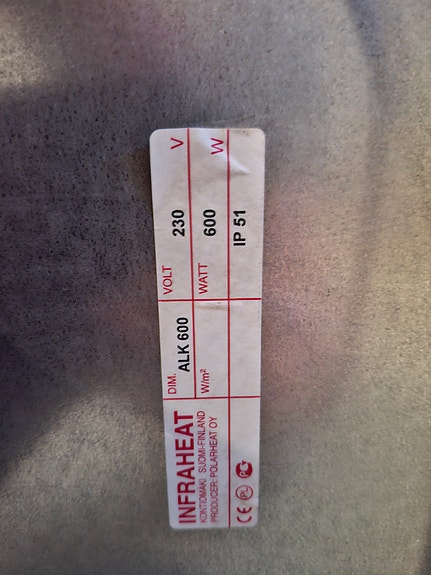 INFRAHEAT
KONTIOMÄKI, SUOMI-FINLAND
PRODUCER: POLARHEAT OY
CE
DIM. ALK 600
W/m²
VOLT 230 V
WATT 600 W
IP 51